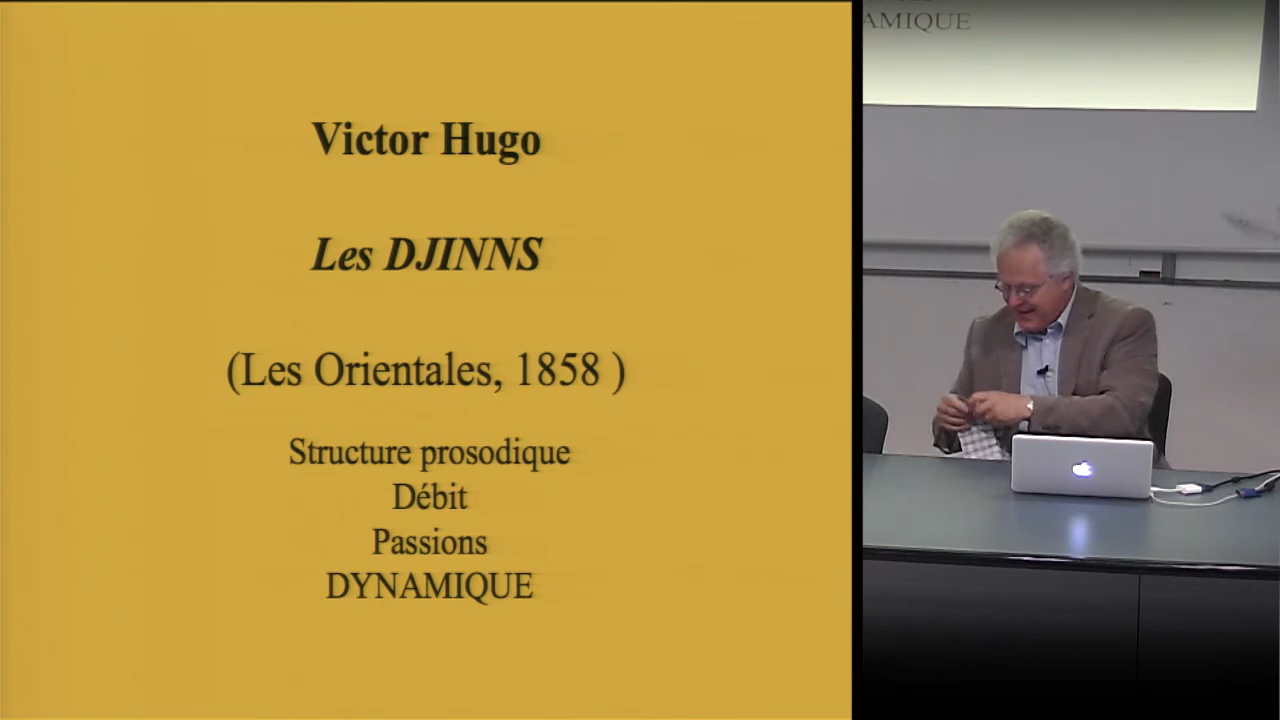 Victor Hugo
Les DJINNS
(Les Orientales, 1858 )
Structure prosodique
Débit
Passions
DYNAMIQUE
AMIQUE